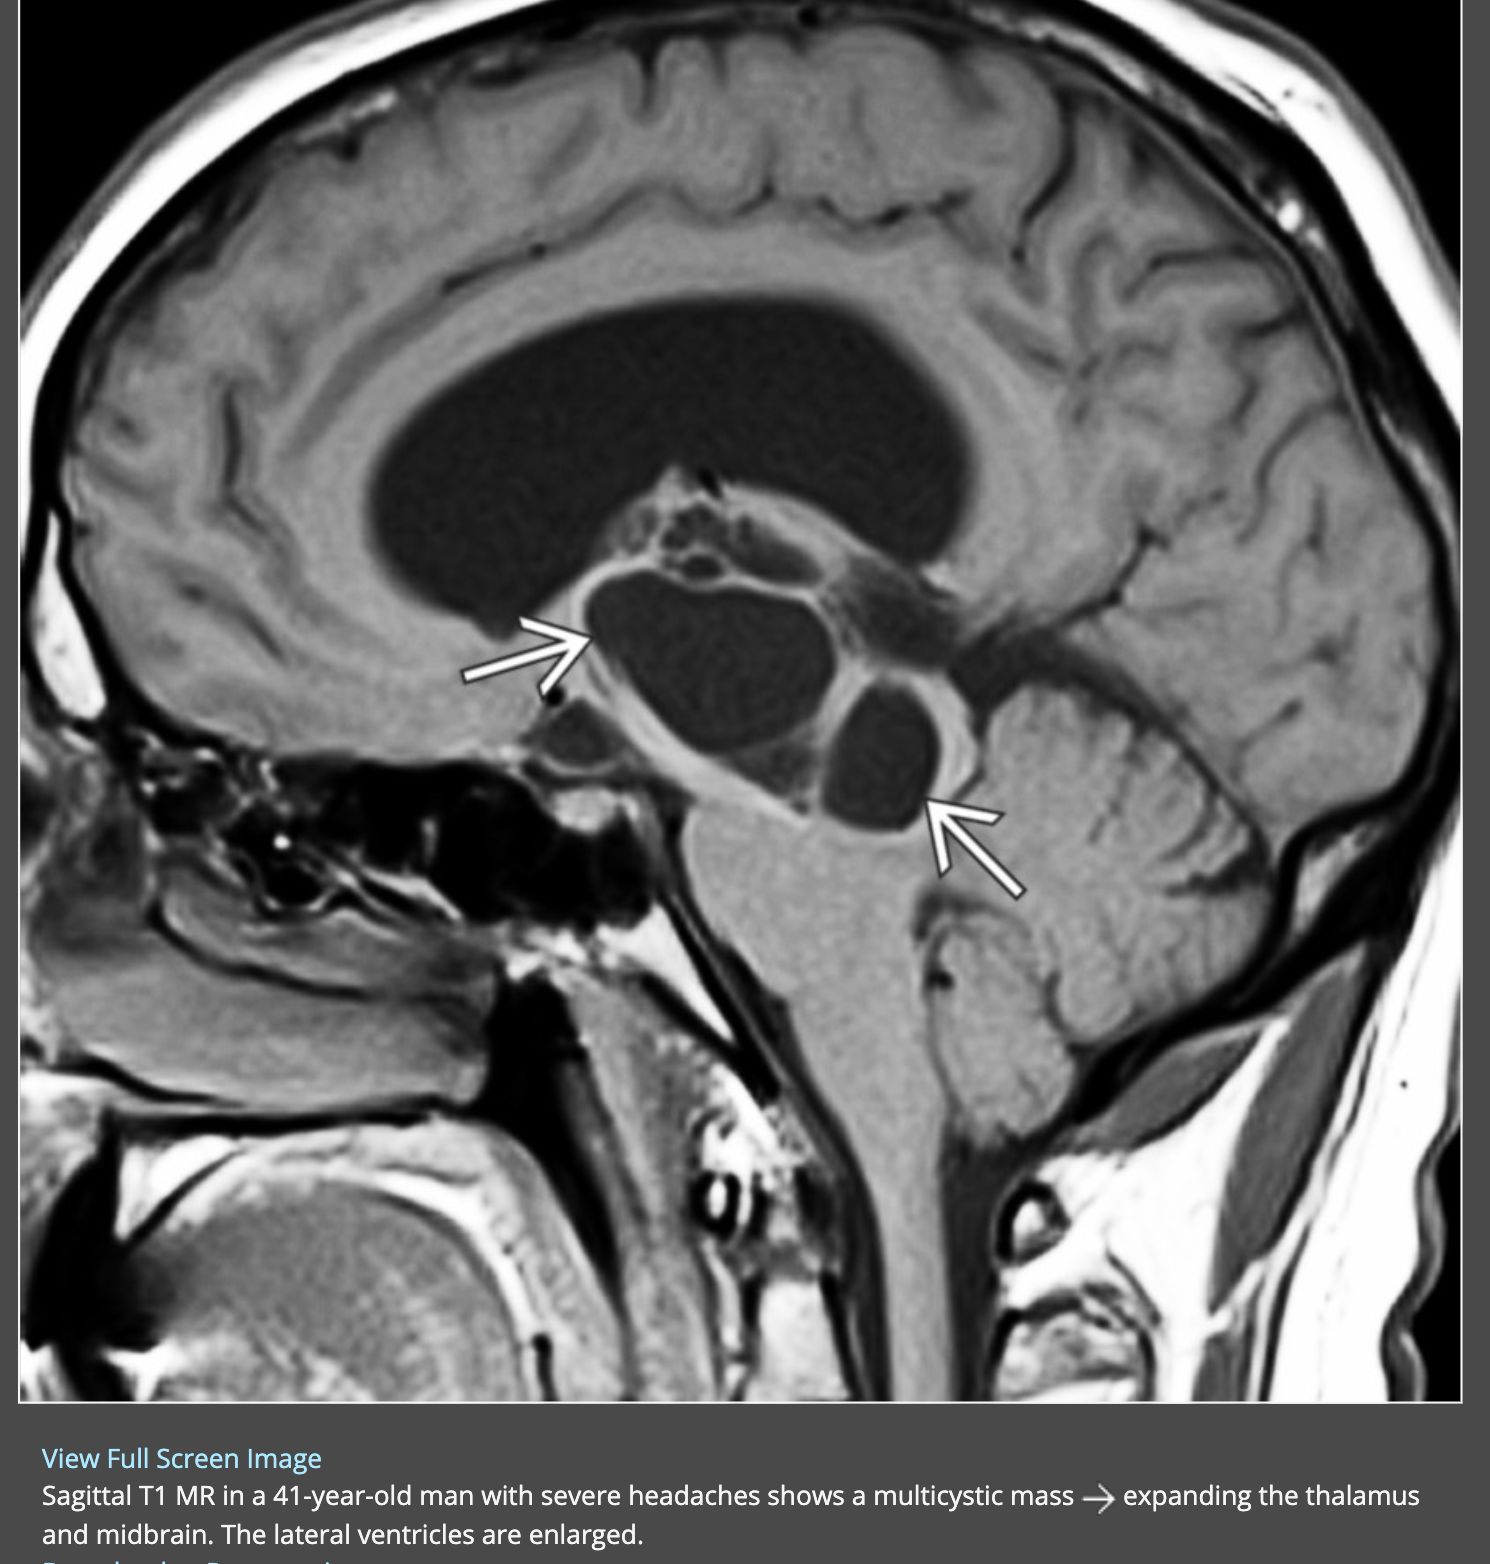 View Full Screen Image
Sagittal T1 MR in a 41-year-old man with severe headaches shows a multicystic mass → expanding the thalamus
and midbrain. The lateral ventricles are enlarged.